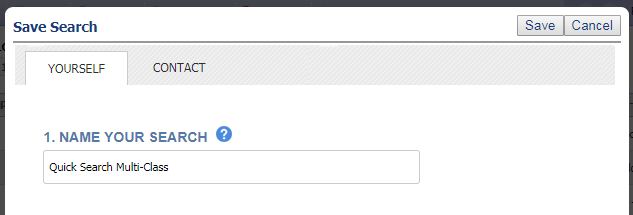 Save Search
Save
Cancel
YOURSELF
CONTACT
1. NAME YOUR SEARCH ?
Quick Search Multi-Class